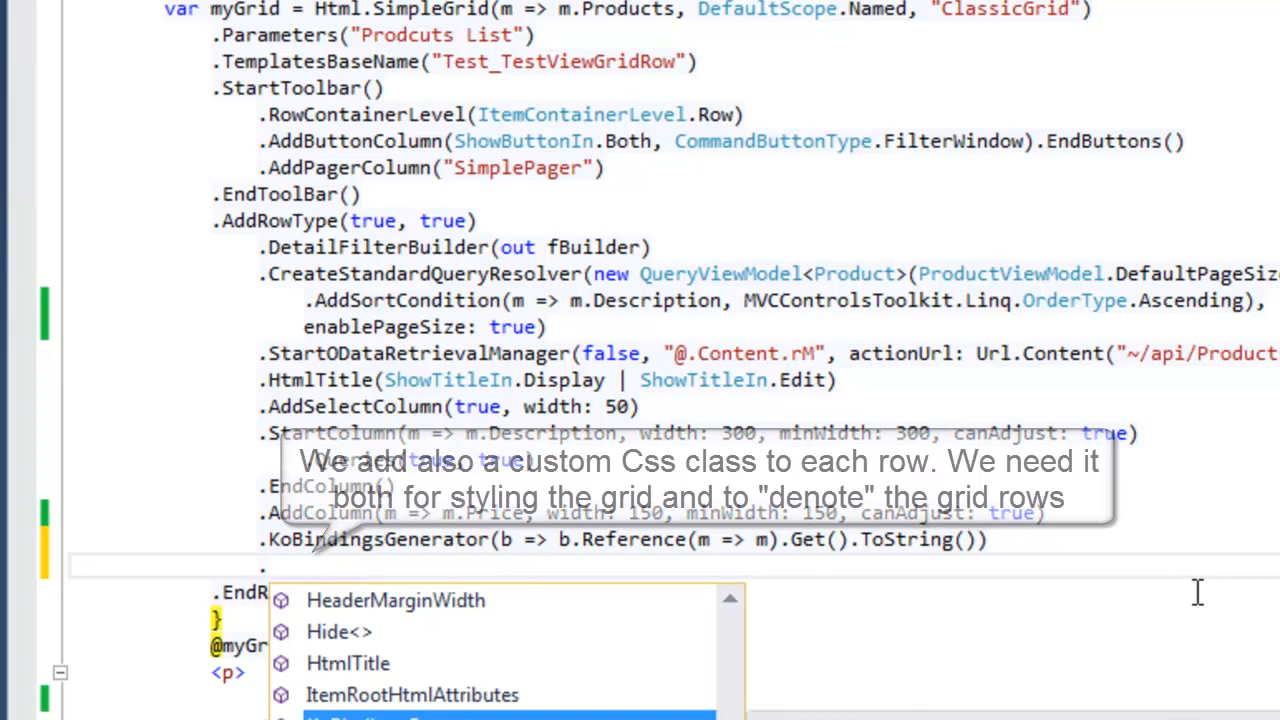 var myGrid = Html.SimpleGrid(m => m.Products, DefaultScope.Named, "ClassicGrid")
.Parameters("Prodcuts List")
.TemplatesBaseName("Test_TestViewGridRow")
.StartToolbar()
.RowContainerLevel(ItemContainerLevel.Row)
.AddButtonColumn(ShowButtonIn.Both, CommandButtonType.FilterWindow).EndButtons()
.AddPagerColumn("SimplePager")
.EndToolBar()
.AddRowType(true, true)
.DetailFilterBuilder(out fBuilder)
.CreateStandardQueryResolver(new QueryViewModel<Product>(ProductViewModel.DefaultPageSize
.AddSortCondition(m => m.Description, MVCControlsToolkit.Linq.OrderType.Ascending),
enablePageSize: true)
.StartODataRetrievalManager(false, "@.Content.rM", actionUrl: Url.Content("~/api/Product
.HtmlTitle(ShowTitleIn.Display | ShowTitleIn.Edit)
.AddSelectColumn(true, width: 50)
.StartColumn(m => m.Description, width: 300, minWidth: 300, canAdjust: true)
.Queries(true, true)
We add also a custom Css class to each row. We need it
.EndColumn()
both for styling the grid and to "denote" the grid rows
.AddColumn(m => m.Price, width: 150, minWidth: 150, canAdjust: true)
.KoBindingsGenerator(b => b.Reference(m => m).Get().ToString())
.
.EndR
HeaderMarginWidth
}
Hide<>
@myGr
HtmlTitle
<p>
ItemRootHtmlAttributes